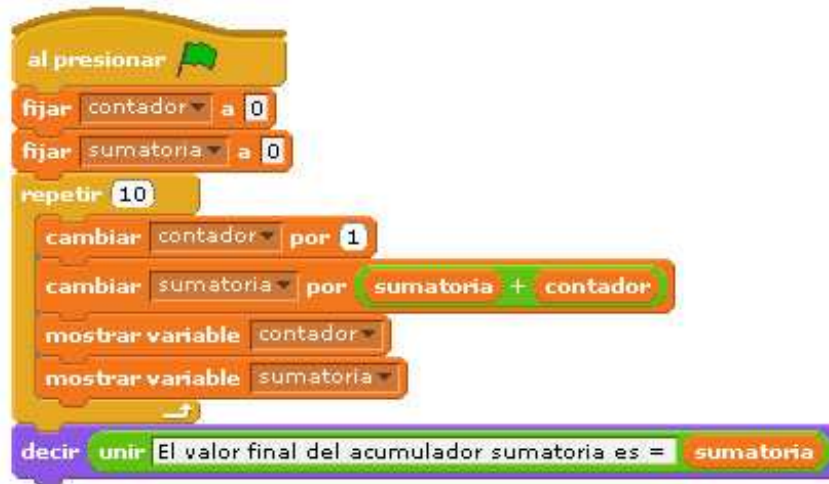 al presionar
fijar contador a 0
fijar sumatoria a 0
repetir 10
cambiar contador por 1
cambiar sumatoria por sumatoria + contador
mostrar variable contador
mostrar variable sumatoria
decir unir El valor final del acumulador sumatoria es = sumatoria